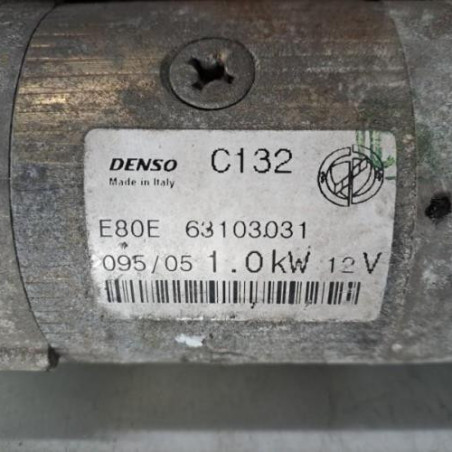 DENSO C132
Made in Italy
E80E 63103031
095/05 1.0kW 12V